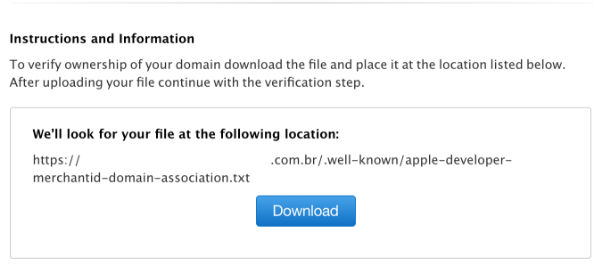 Instructions and Information
To verify ownership of your domain download the file and place it at the location listed below.
After uploading your file continue with the verification step.
We'll look for your file at the following location:
https:// .com.br/.well-known/apple-developer-
merchantid-domain-association.txt
Download